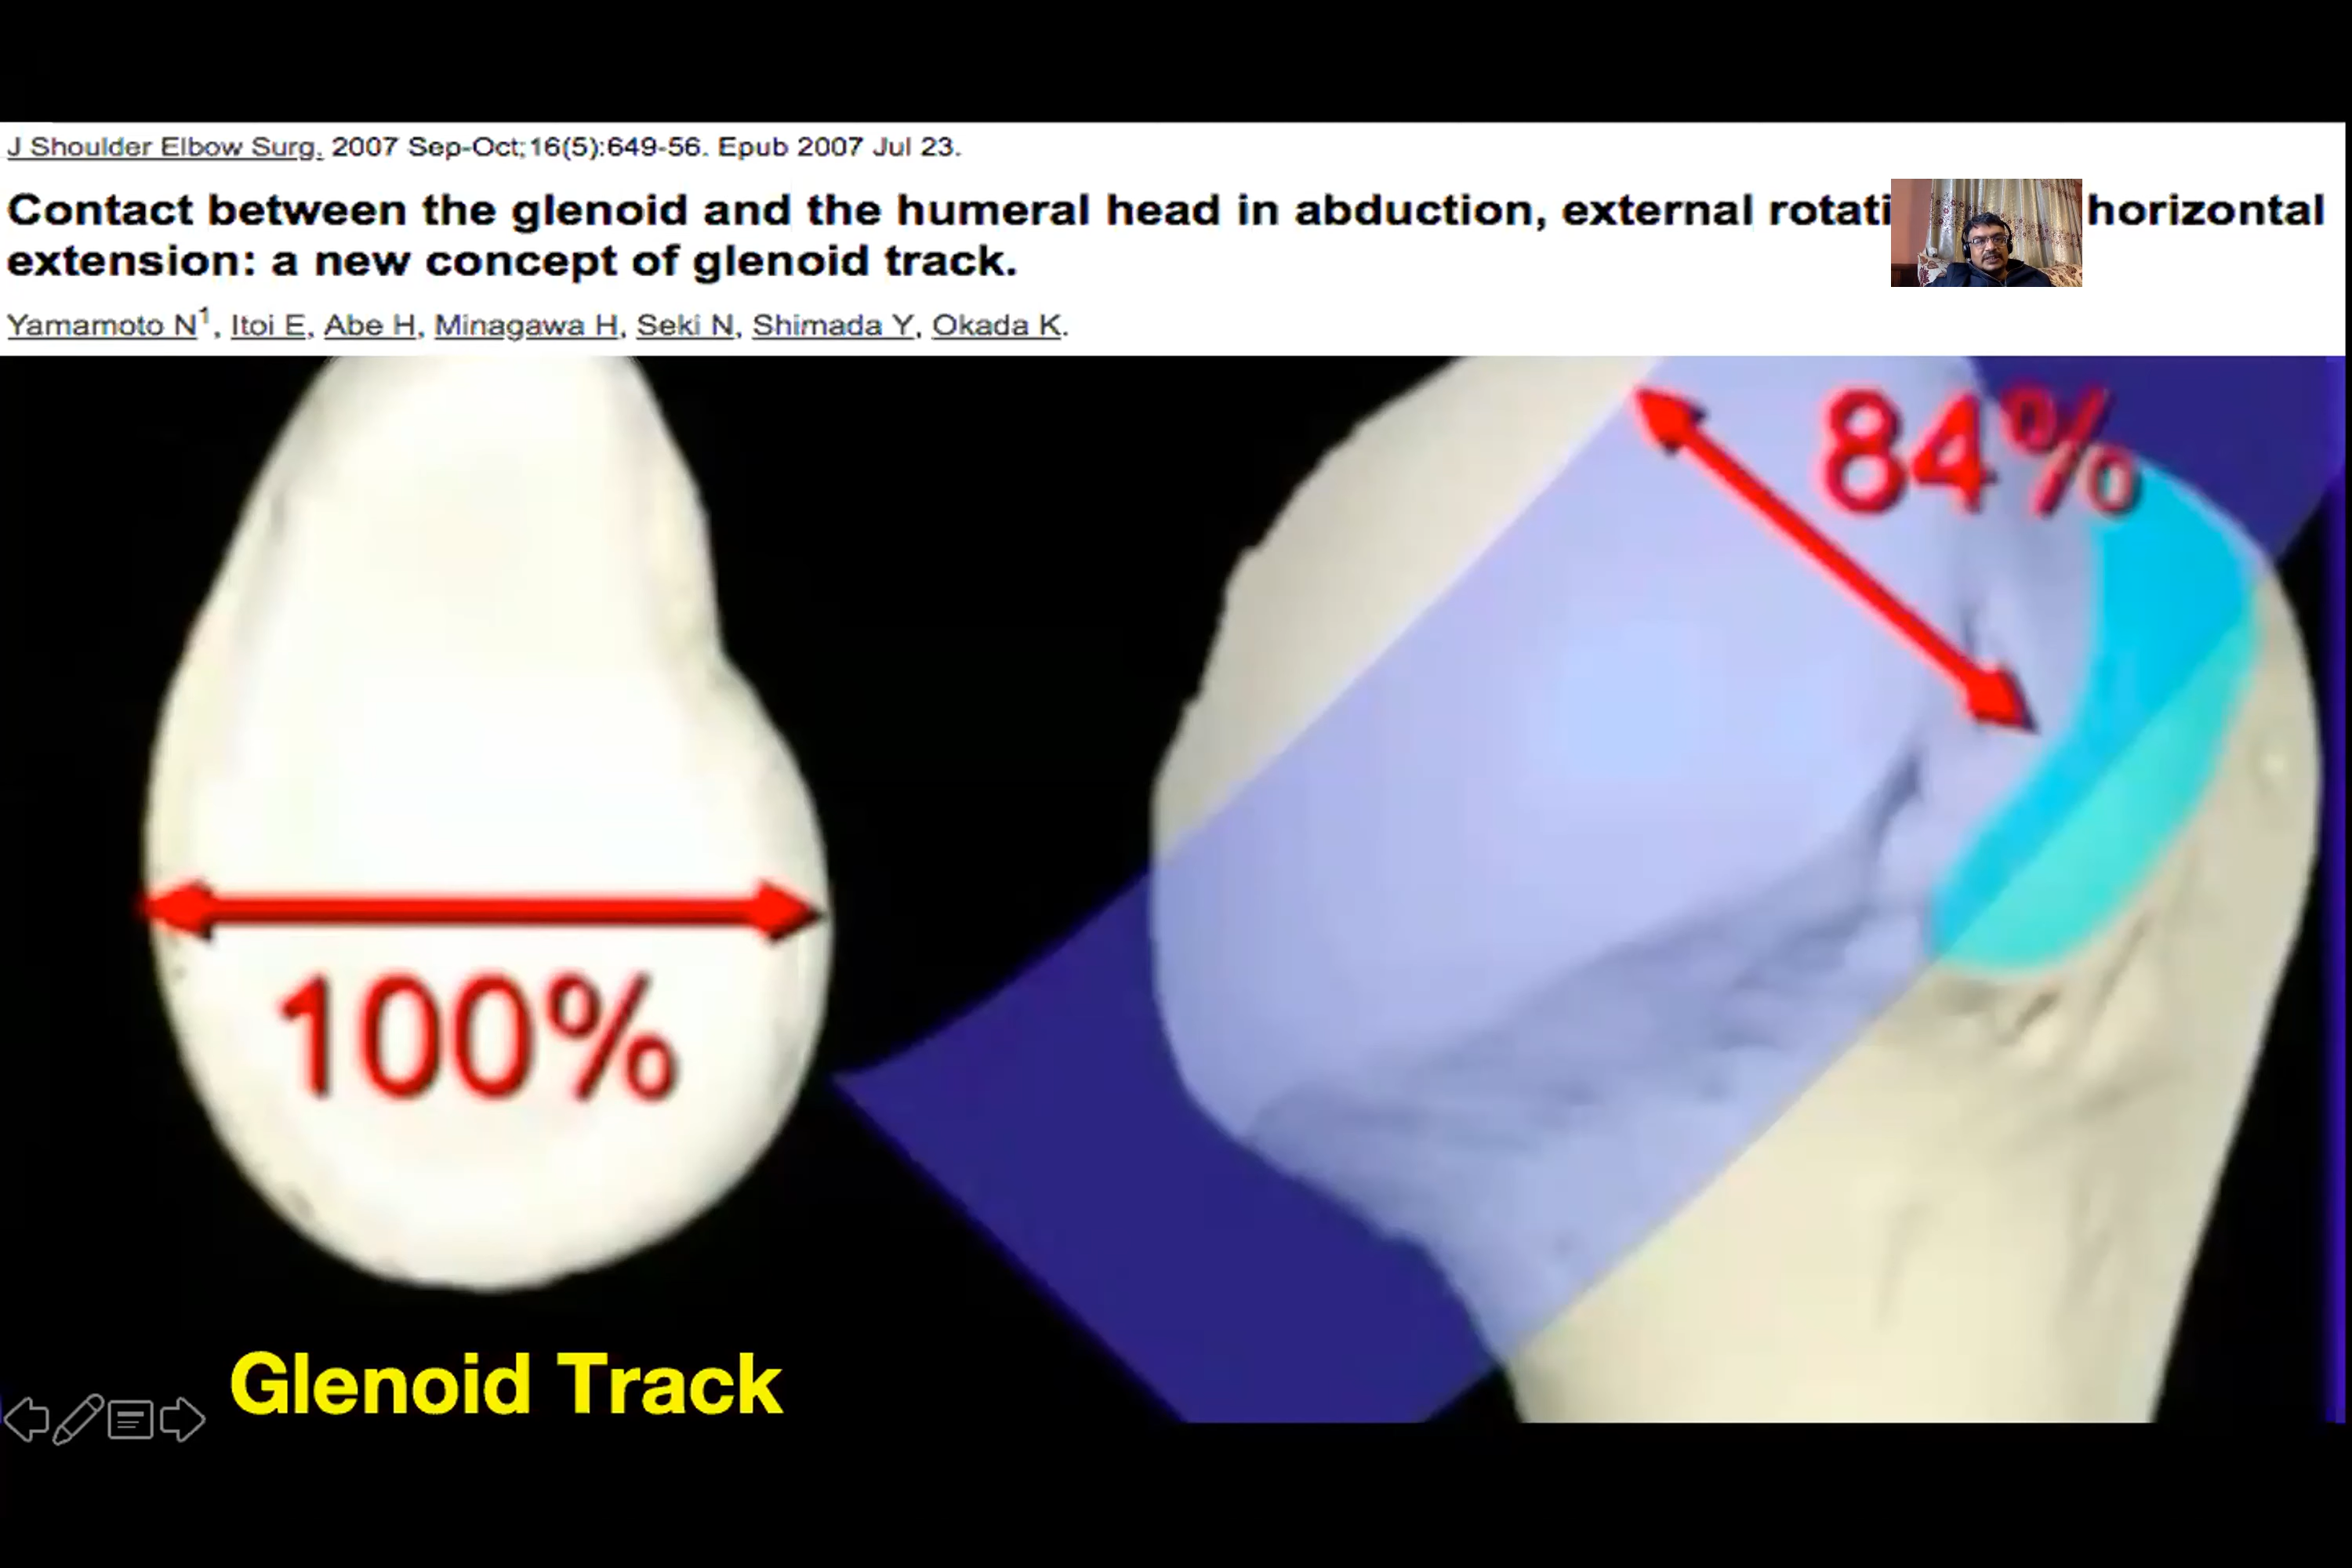 J Shoulder Elbow Surg. 2007 Sep-Oct;16(5):649-56. Epub 2007 Jul 23.
Contact between the glenoid and the humeral head in abduction, external rotati horizontal
extension: a new concept of glenoid track.
Yamamoto N1, Itoi E, Abe H, Minagawa H, Seki N, Shimada Y, Okada K.
84%
100%
Glenoid Track